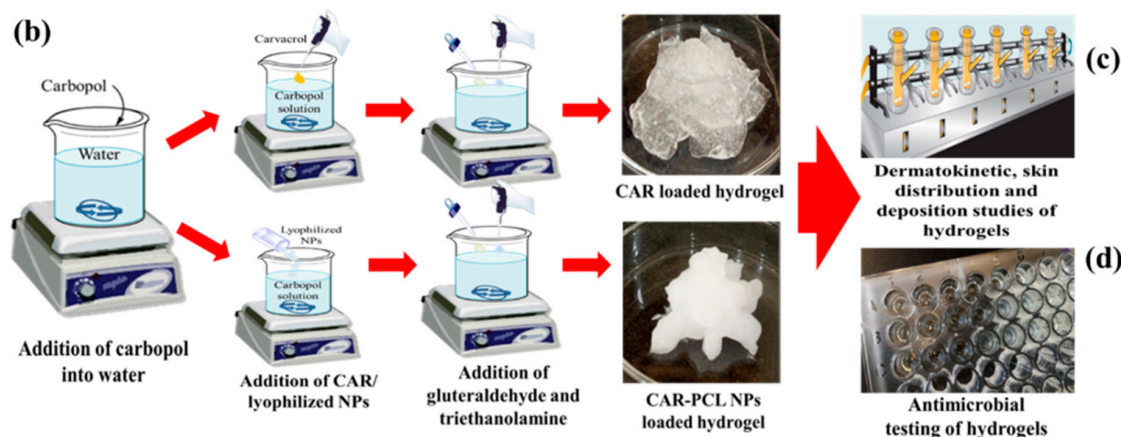 (b)
Carbopol
Water
Addition of carbopol
into water
Carvacrol
Carbopol
solution
Lyophilized
NPs
Carbopol
solution
Addition of CAR/
lyophilized NPs
Addition of
gluteraldehyde and
triethanolamine
CAR loaded hydrogel
CAR-PCL NPs
loaded hydrogel
(c)
Dermatokinetic, skin
distribution and
deposition studies of
hydrogels
(d)
Antimicrobial
testing of hydrogels